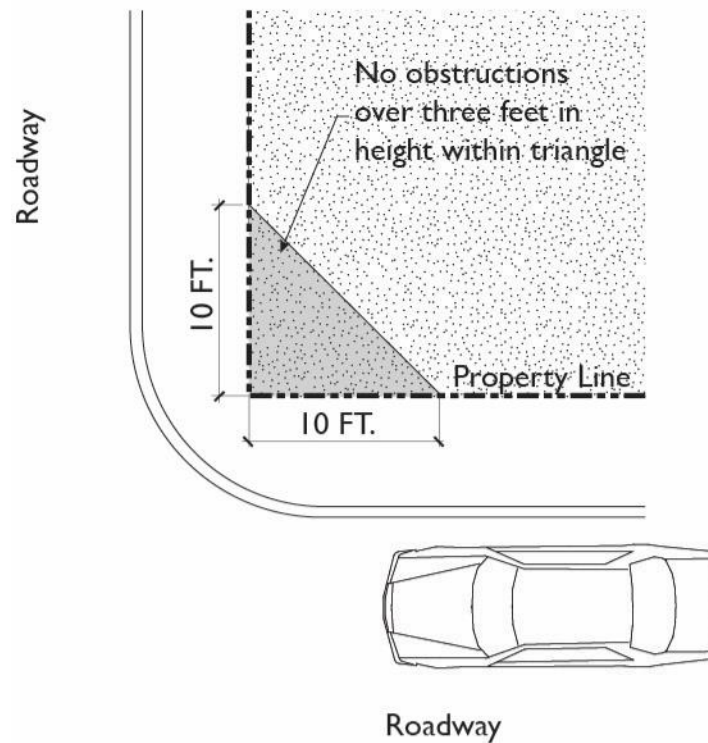 No obstructions
over three feet in
height within triangle
Roadway
10 FT.
Property Line
10 FT.
Roadway